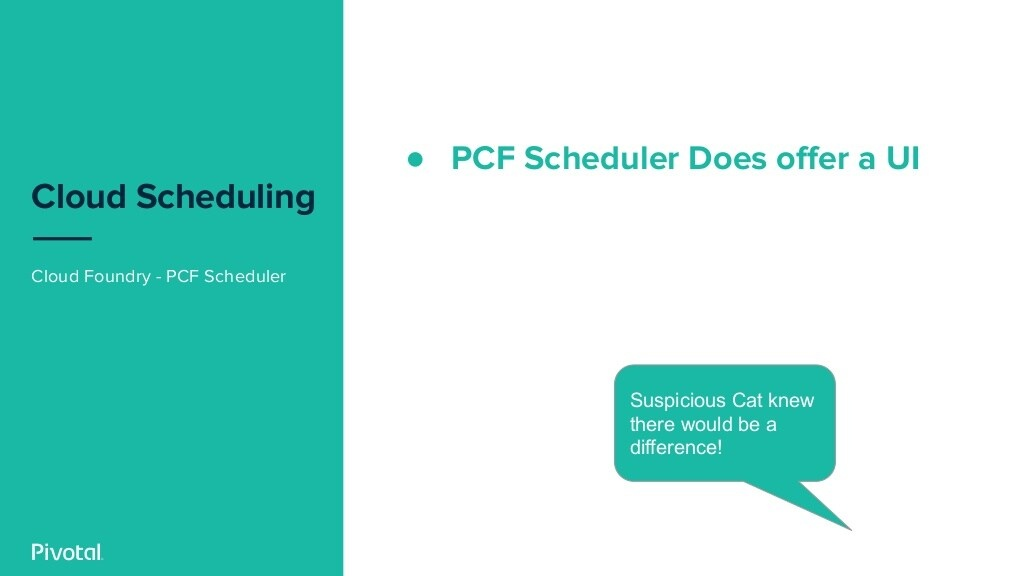 Cloud Scheduling
Cloud Foundry - PCF Scheduler
● PCF Scheduler Does offer a UI
Suspicious Cat knew
there would be a
difference!
Pivotal